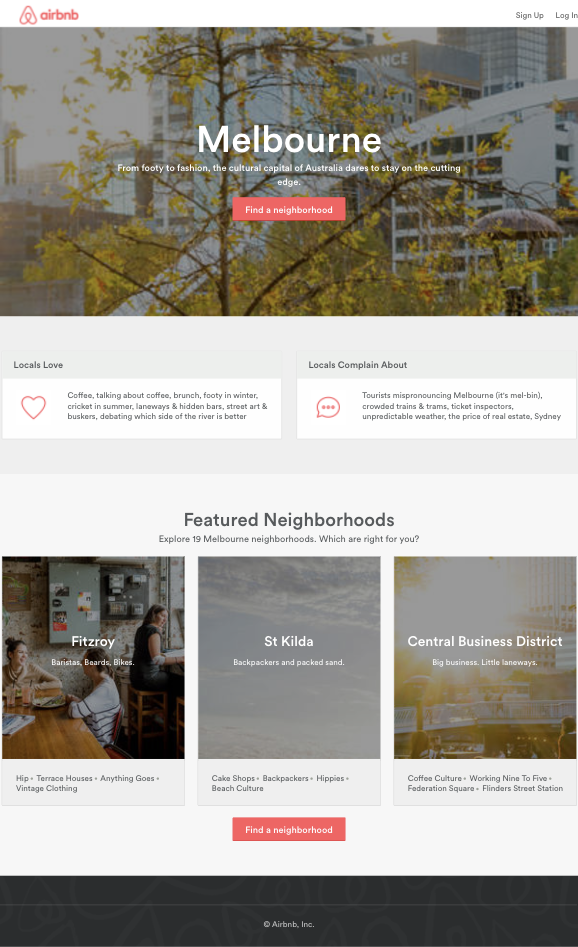 airbnb
Sign Up Log In
ANCE
Melbourne
From footy to fashion, the cultural capital of Australia dares to stay on the cutting
edge.
Find a neighborhood
Locals Love
Coffee, talking about coffee, brunch, footy in winter,
cricket in summer, laneways & hidden bars, street art &
buskers, debating which side of the river is better
Locals Complain About
Tourists mispronouncing Melbourne (it's mel-bin),
crowded trains & trams, ticket inspectors,
unpredictable weather, the price of real estate, Sydney
Featured Neighborhoods
Explore 19 Melbourne neighborhoods. Which are right for you?
Fitzroy
Baristas. Beards. Bikes.
Hip • Terrace Houses • Anything Goes •
Vintage Clothing
St Kilda
Backpackers and packed sand.
Cake Shops • Backpackers • Hippies •
Beach Culture
Central Business District
Big business. Little laneways.
Coffee Culture • Working Nine To Five •
Federation Square • Flinders Street Station
Find a neighborhood
© Airbnb, Inc.